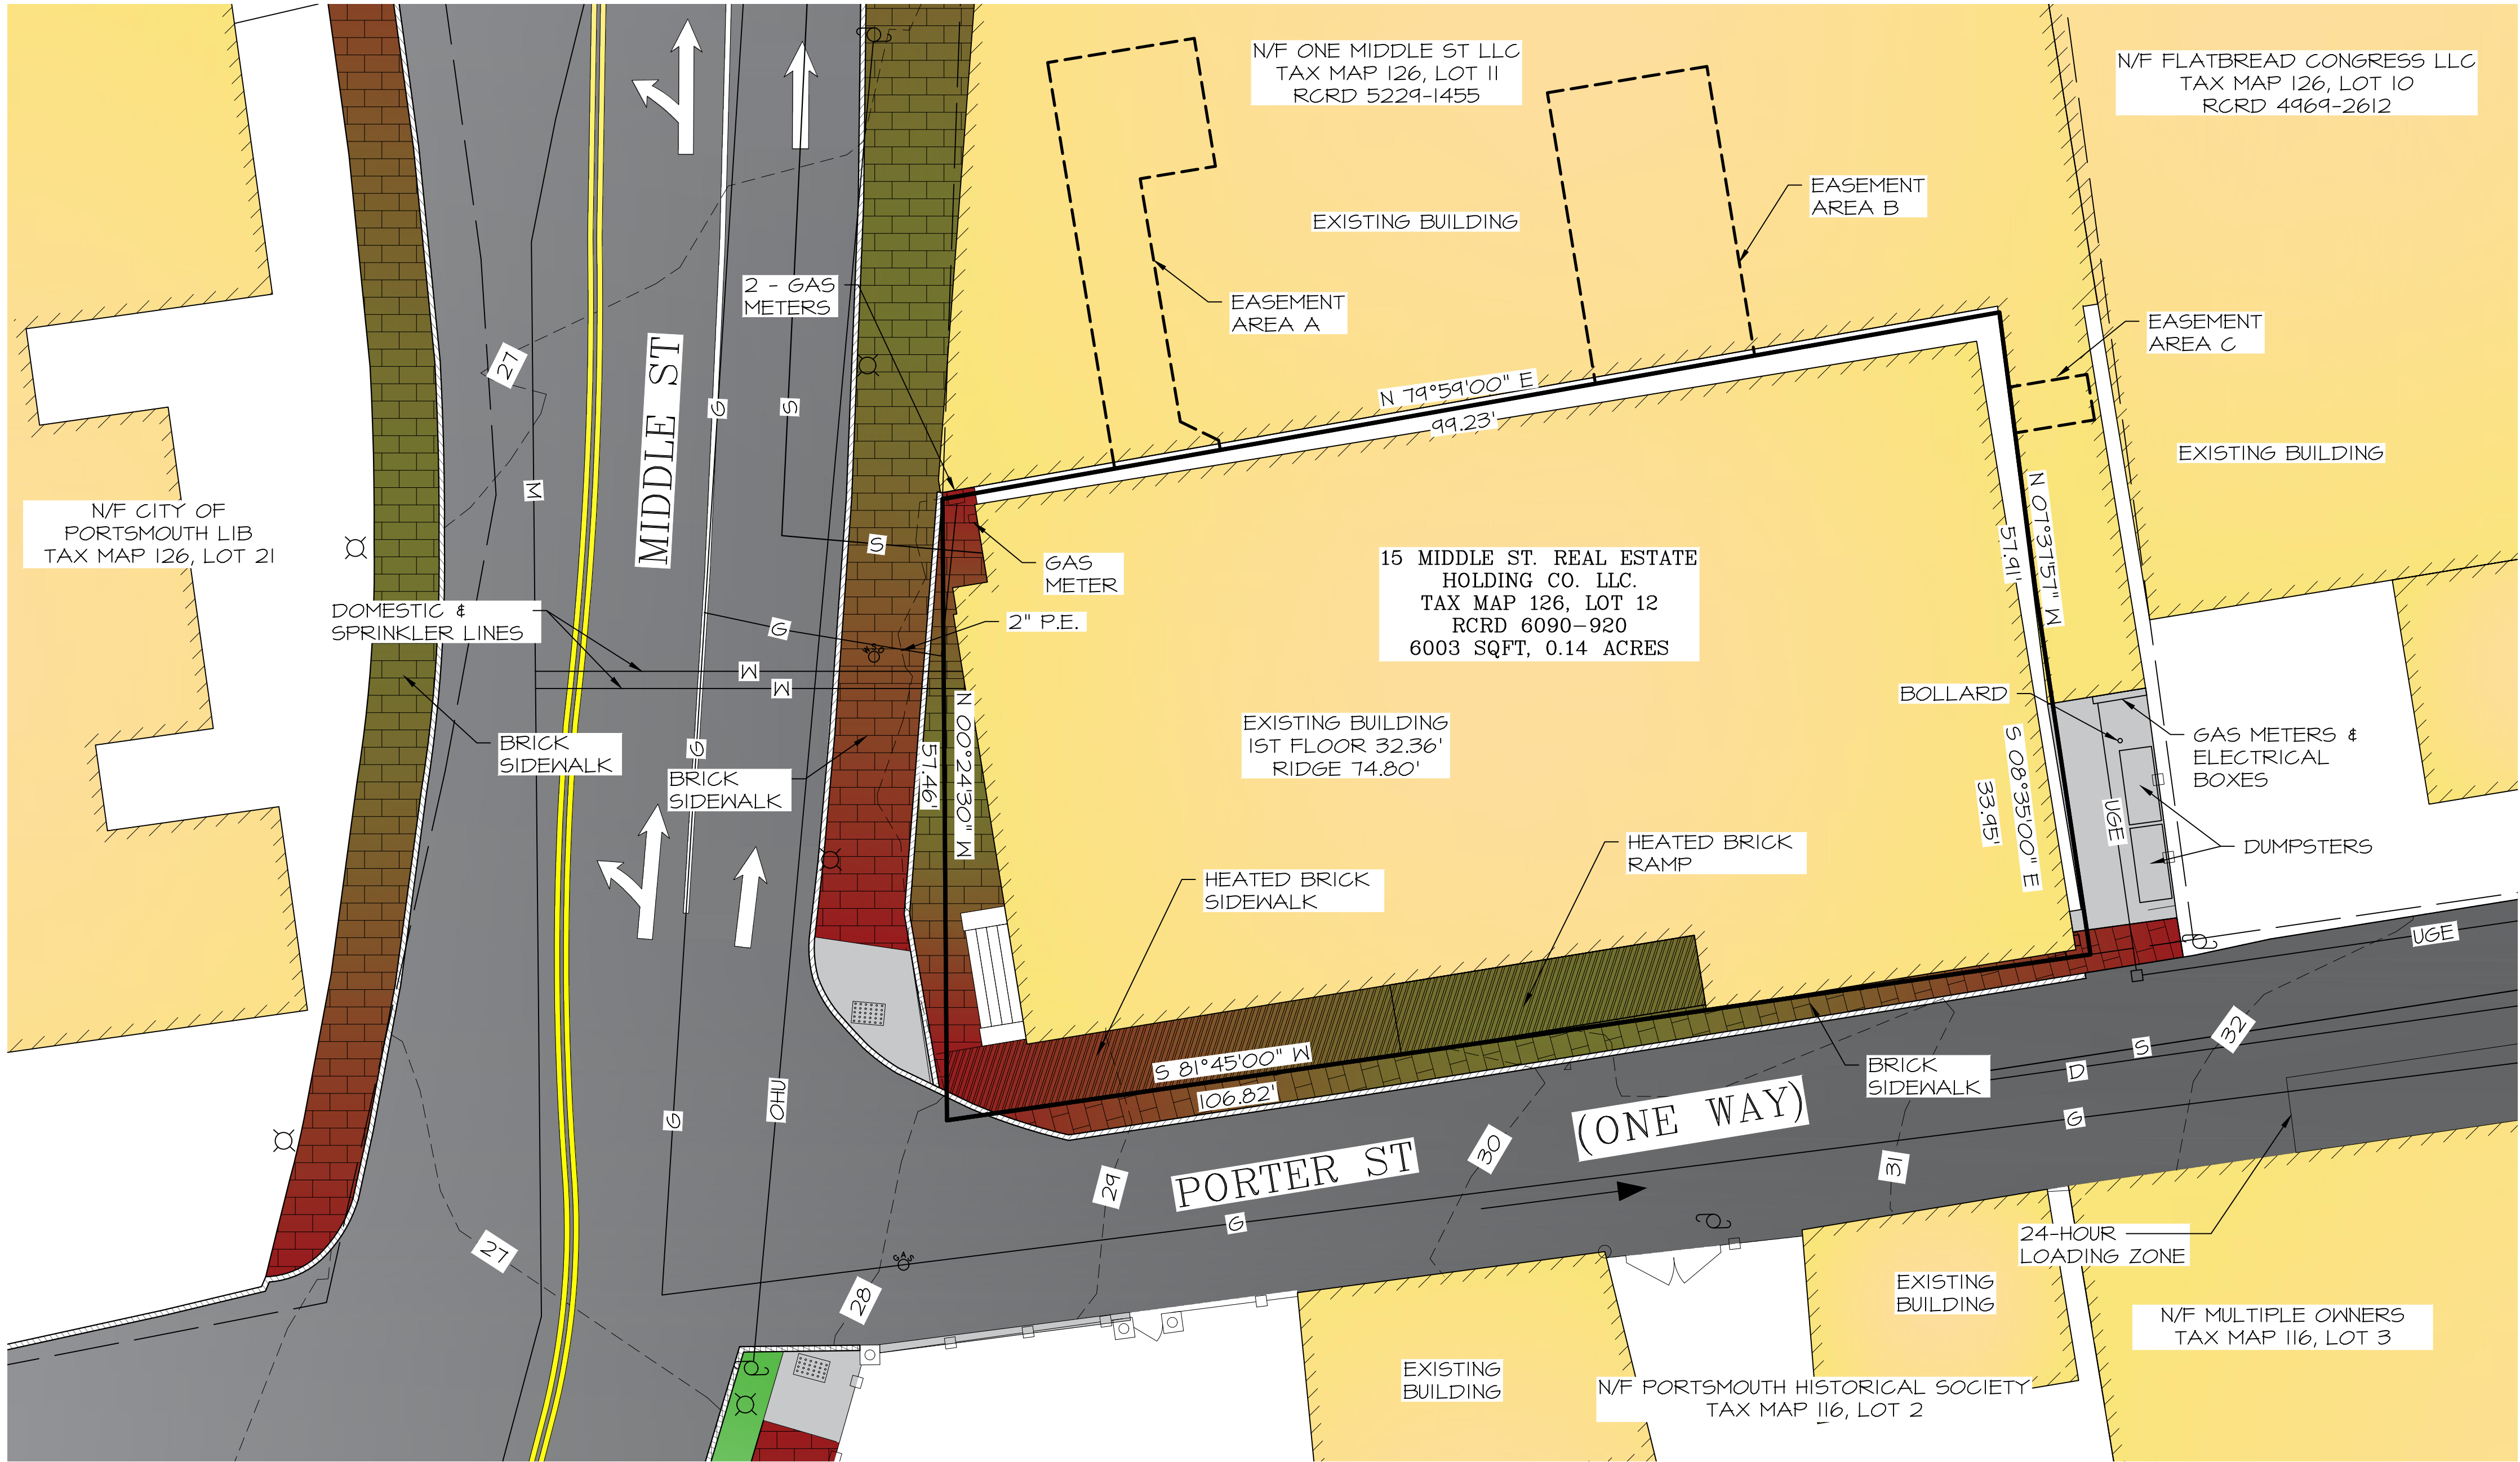 N/F ONE MIDDLE ST LLC
TAX MAP 126, LOT 11
RCRD 5229-1455
N/F FLATBREAD CONGRESS LLC
TAX MAP 126, LOT 10
RCRD 4969-2612
EASEMENT
AREA B
EXISTING BUILDING
2 - GAS
METERS
EASEMENT
AREA A
EASEMENT
AREA C
27
MIDDLE ST
G
S
N 79°59'00" E
99.23'
EXISTING BUILDING
W
N/F CITY OF
PORTSMOUTH LIB
TAX MAP 126, LOT 21
S
GAS
METER
N 07°37'57" W
57.91'
15 MIDDLE ST. REAL ESTATE
HOLDING CO. LLC.
TAX MAP 126, LOT 12
RCRD 6090-920
6003 SQFT, 0.14 ACRES
DOMESTIC &
SPRINKLER LINES
2" P.E.
G
WSO
W
W
N 00°24'30" W
57.46'
BOLLARD
GAS METERS &
ELECTRICAL
BOXES
EXISTING BUILDING
1ST FLOOR 32.36'
RIDGE 74.80'
BRICK
SIDEWALK
G
BRICK
SIDEWALK
S 08°35'00" E
33.95'
UGE
DUMPSTERS
HEATED BRICK
RAMP
HEATED BRICK
SIDEWALK
UGE
S 81°45'00" W
106.82'
BRICK
SIDEWALK
32
S
D
G
OHU
G
(ONE WAY)
PORTER ST
30
31
29
G
27
GAS
28
24-HOUR
LOADING ZONE
EXISTING
BUILDING
N/F MULTIPLE OWNERS
TAX MAP 116, LOT 3
EXISTING
BUILDING
N/F PORTSMOUTH HISTORICAL SOCIETY
TAX MAP 116, LOT 2